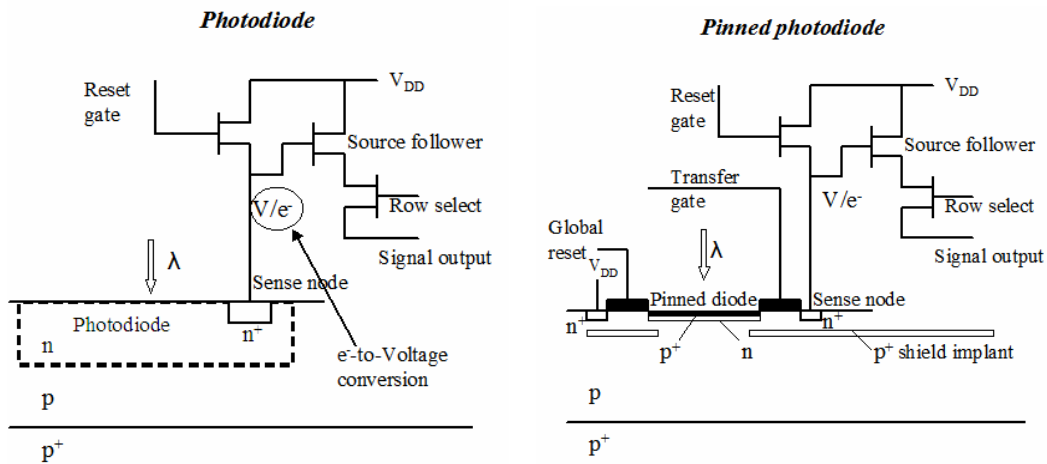 Photodiode
Reset
gate
V_DD
Source follower
V/e-
Row select
Signal output
λ
Sense node
Photodiode
n+
n
e-to-Voltage
conversion
p
p+
Pinned photodiode
Reset
gate
V_DD
Source follower
Transfer
gate
V/e-
Row select
Global
reset
λ
Signal output
V_DD
Pinned diode
Sense node
n+
n+
p+
n
p+ shield implant
p
p+